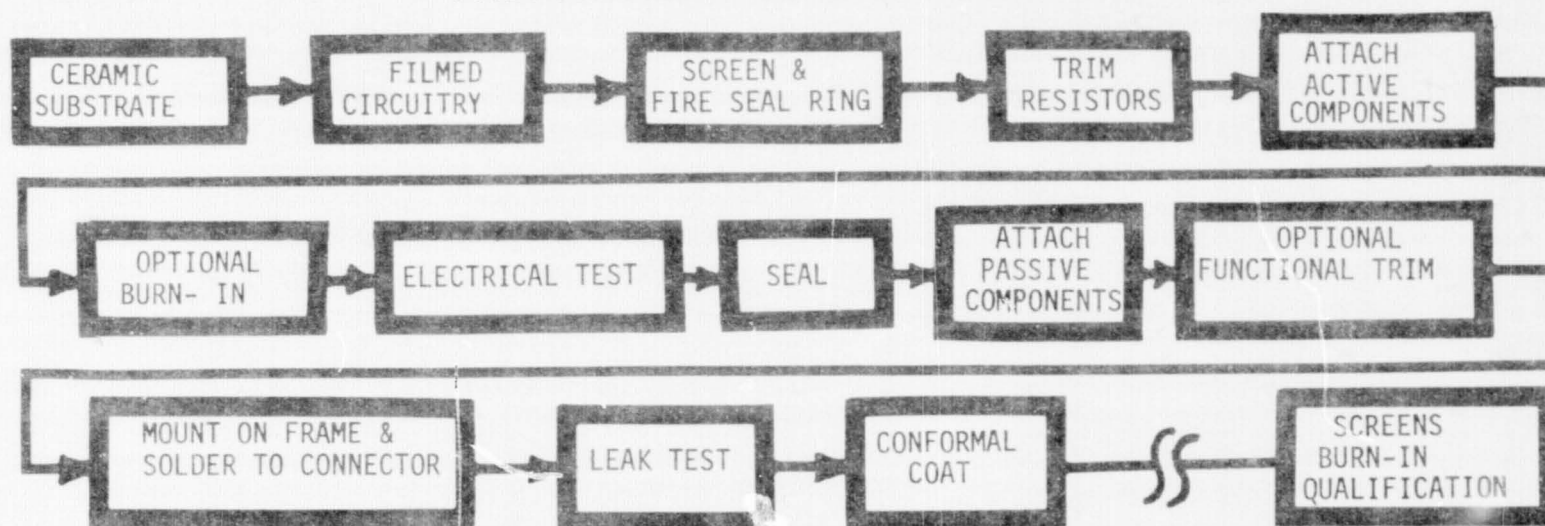 CERAMIC
SUBSTRATE
FILMED
CIRCUITRY
SCREEN &
FIRE SEAL RING
TRIM
RESISTORS
ATTACH
ACTIVE
COMPONENTS
OPTIONAL
BURN- IN
ELECTRICAL TEST
SEAL
ATTACH
PASSIVE
COMPONENTS
OPTIONAL
FUNCTIONAL TRIM
MOUNT ON FRAME &
SOLDER TO CONNECTOR
LEAK TEST
CONFORMAL
COAT
SCREENS
BURN-IN
QUALIFICATION